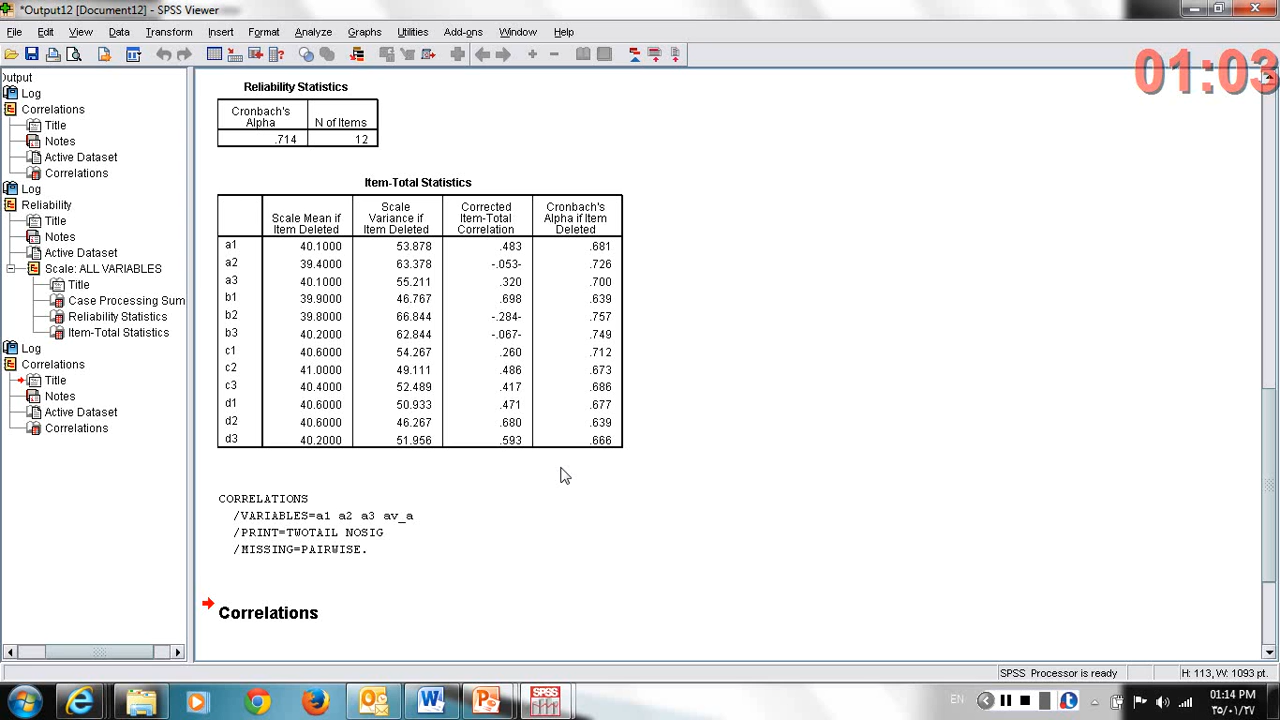 *Output12 [Document12] - SPSS Viewer
File Edit View Data Transform Insert Format Analyze Graphs Utilities Add-ons Window Help
01:03
Output
Log
Correlations
Title
Notes
Active Dataset
Correlations
Log
Reliability
Title
Notes
Active Dataset
Scale: ALL VARIABLES
Title
Case Processing Sum
Reliability Statistics
Item-Total Statistics
Log
Correlations
Title
Notes
Active Dataset
Correlations
Reliability Statistics
Cronbach's Alpha N of Items
.714 12
Item-Total Statistics
Scale Mean if Item Deleted Scale Variance if Item Deleted Corrected Item-Total Correlation Cronbach's Alpha if Item Deleted
a1 40.1000 53.878 .483 .681
a2 39.4000 63.378 -.053- .726
a3 40.1000 55.211 .320 .700
b1 39.9000 46.767 .698 .639
b2 39.8000 66.844 -.284- .757
b3 40.2000 62.844 -.067- .749
c1 40.6000 54.267 .260 .712
c2 41.0000 49.111 .486 .673
c3 40.4000 52.489 .417 .686
d1 40.6000 50.933 .471 .677
d2 40.6000 46.267 .680 .639
d3 40.2000 51.956 .593 .666
CORRELATIONS
/VARIABLES=a1 a2 a3 av_a
/PRINT=TWOTAIL NOSIG
/MISSING=PAIRWISE.
Correlations
SPSS Processor is ready H: 113, W: 1093 pt.
EN 01:14 PM
٣٥/٠١/٢٧